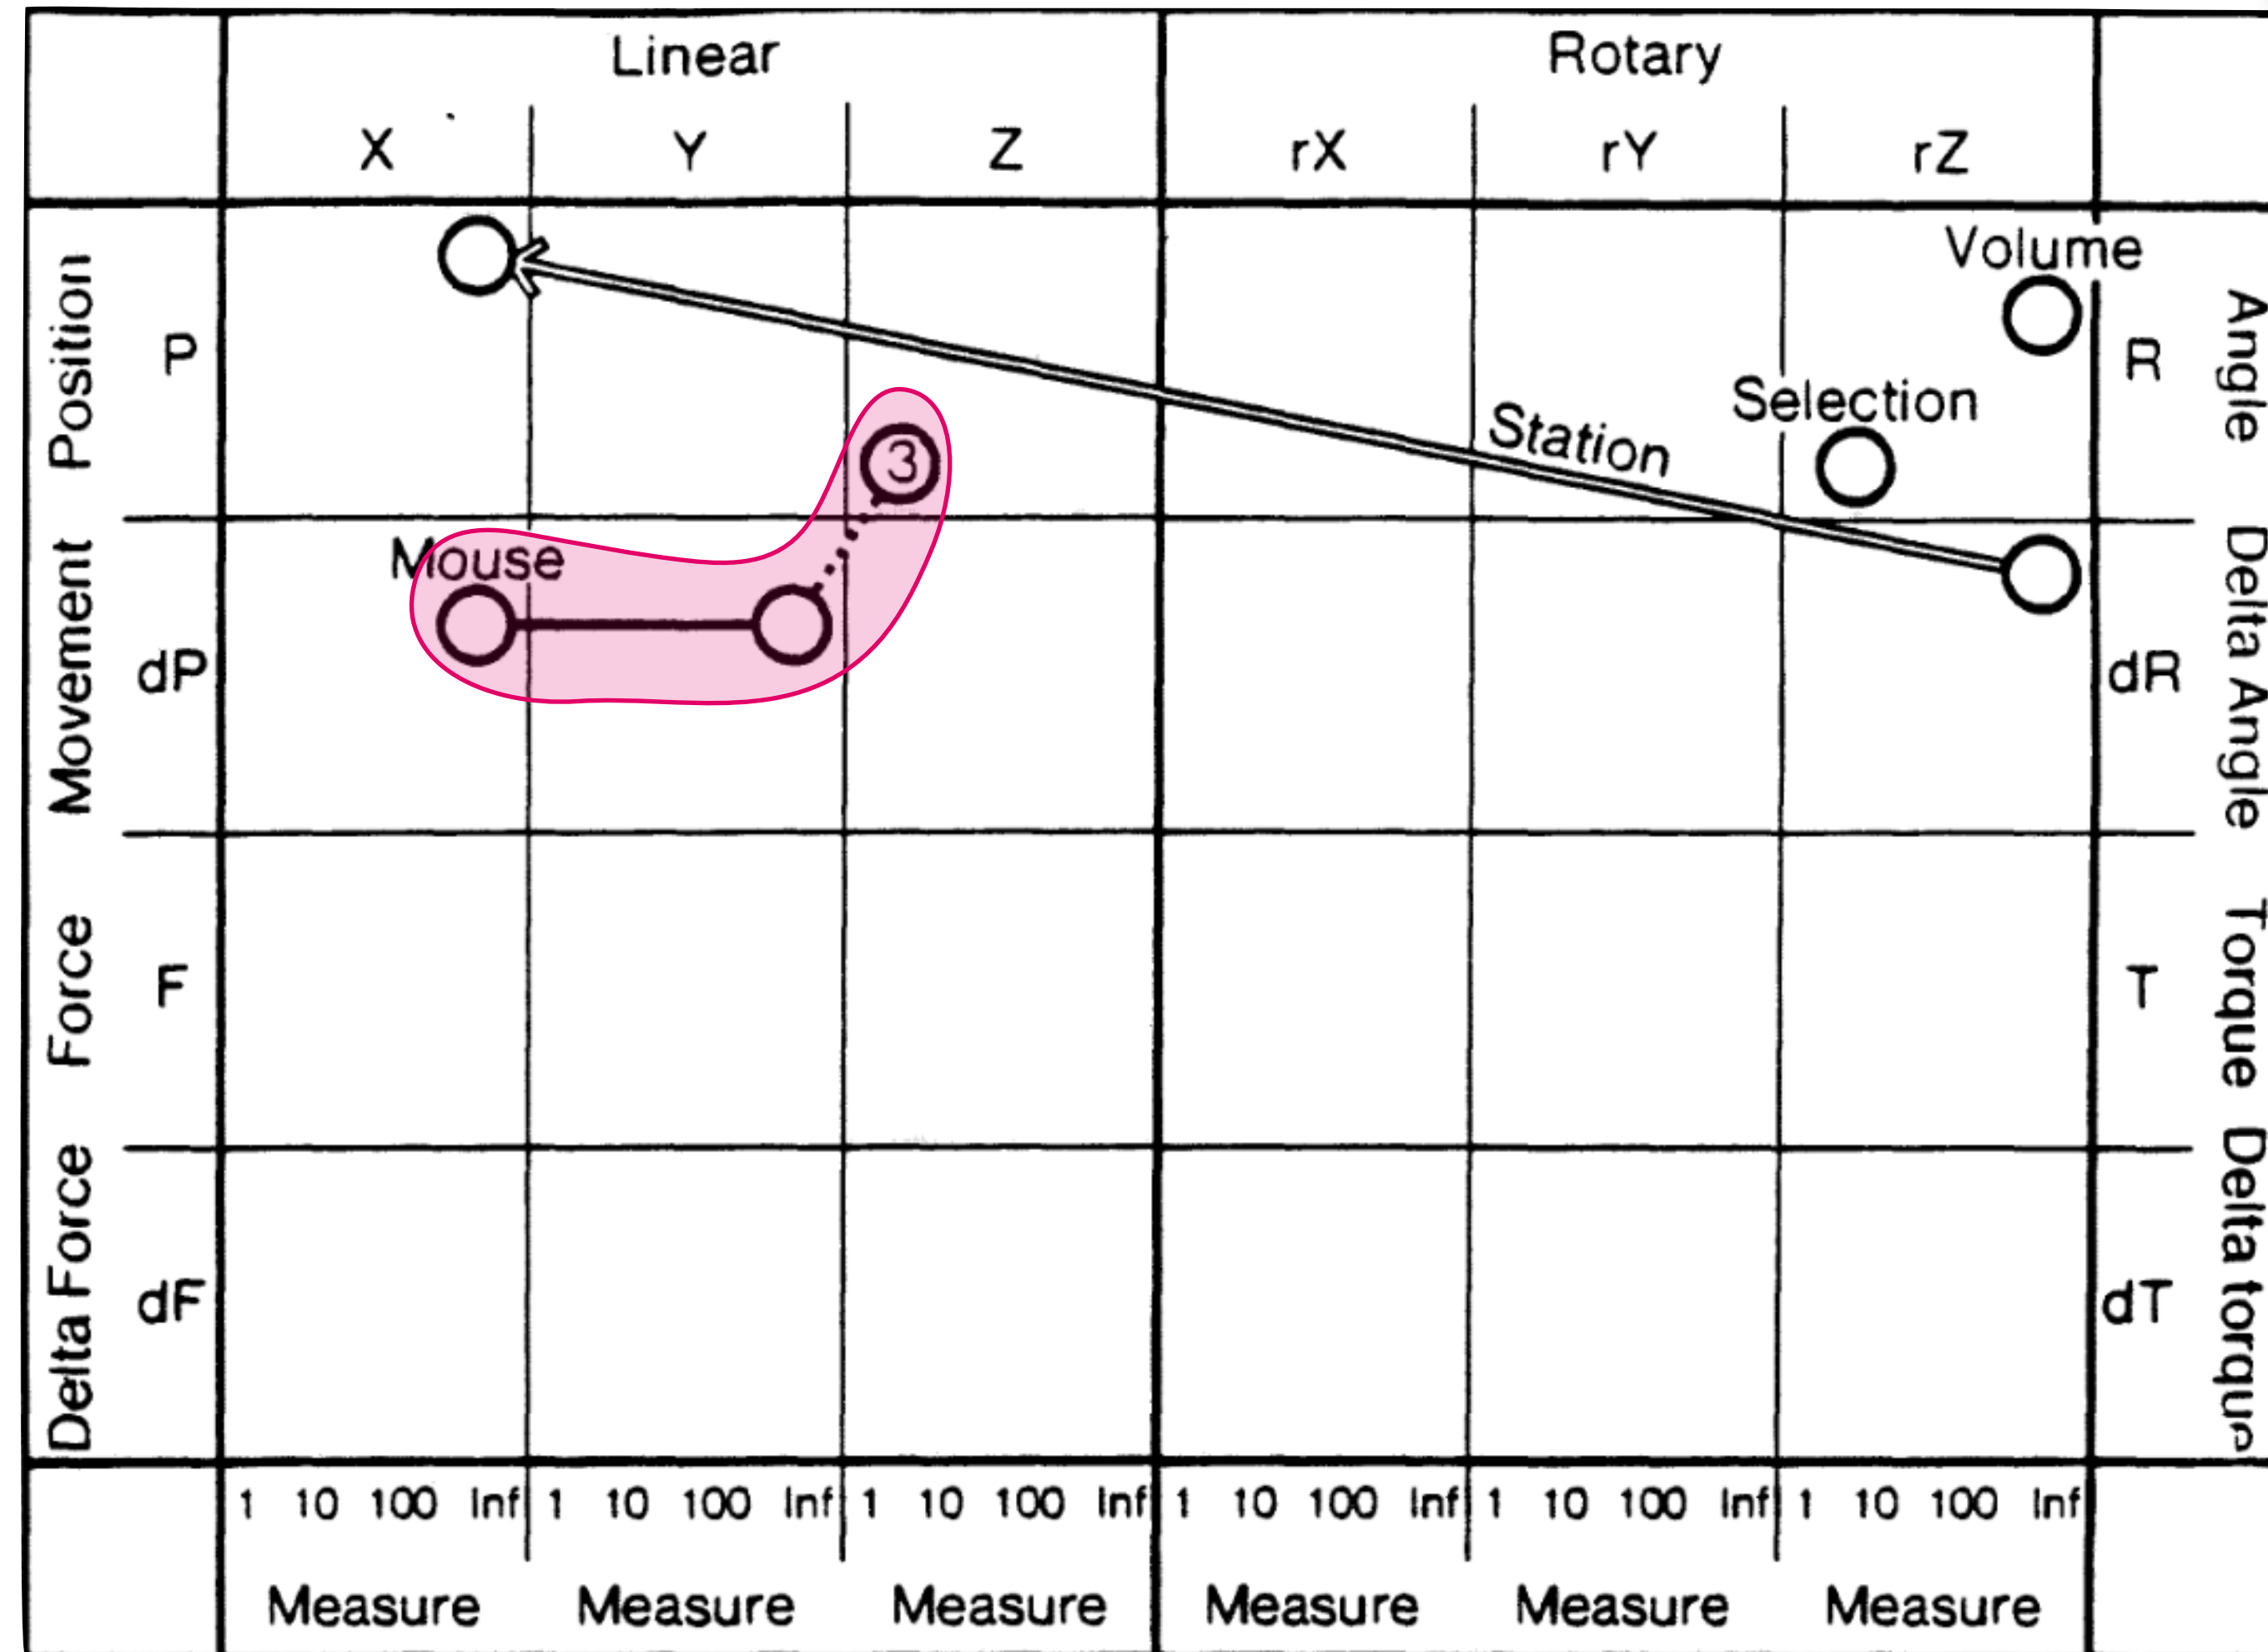 Linear Rotary
X Y Z rX rY rZ
Position P Volume R Angle
Selection
Station
3
Movement Mouse Delta Angle
dP dR
Force F T Torque
Delta Force dF dT Delta torque
1 10 100 Inf 1 10 100 Inf 1 10 100 Inf 1 10 100 Inf 1 10 100 Inf 1 10 100 Inf
Measure Measure Measure Measure Measure Measure